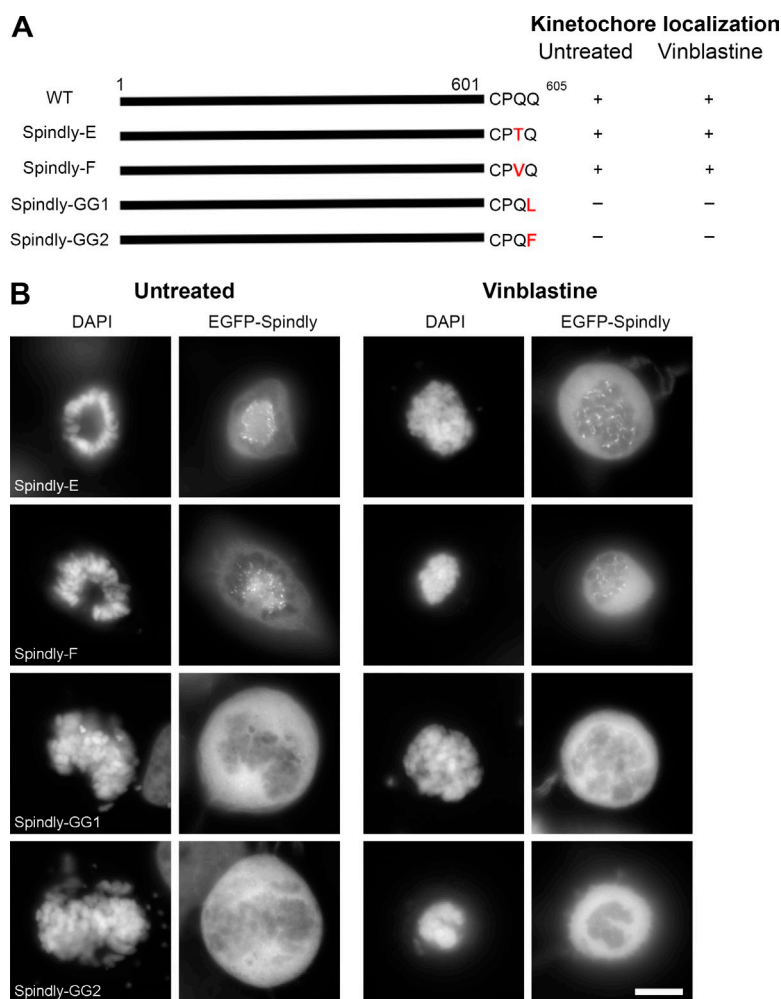 A
Kinetochore localization
Untreated Vinblastine
1 601 605
WT CPQQ + +
Spindly-E CPTQ + +
Spindly-F CPVQ + +
Spindly-GG1 CPQL – –
Spindly-GG2 CPQF – –
B
Untreated Vinblastine
DAPI EGFP-Spindly DAPI EGFP-Spindly
Spindly-E
Spindly-F
Spindly-GG1
Spindly-GG2